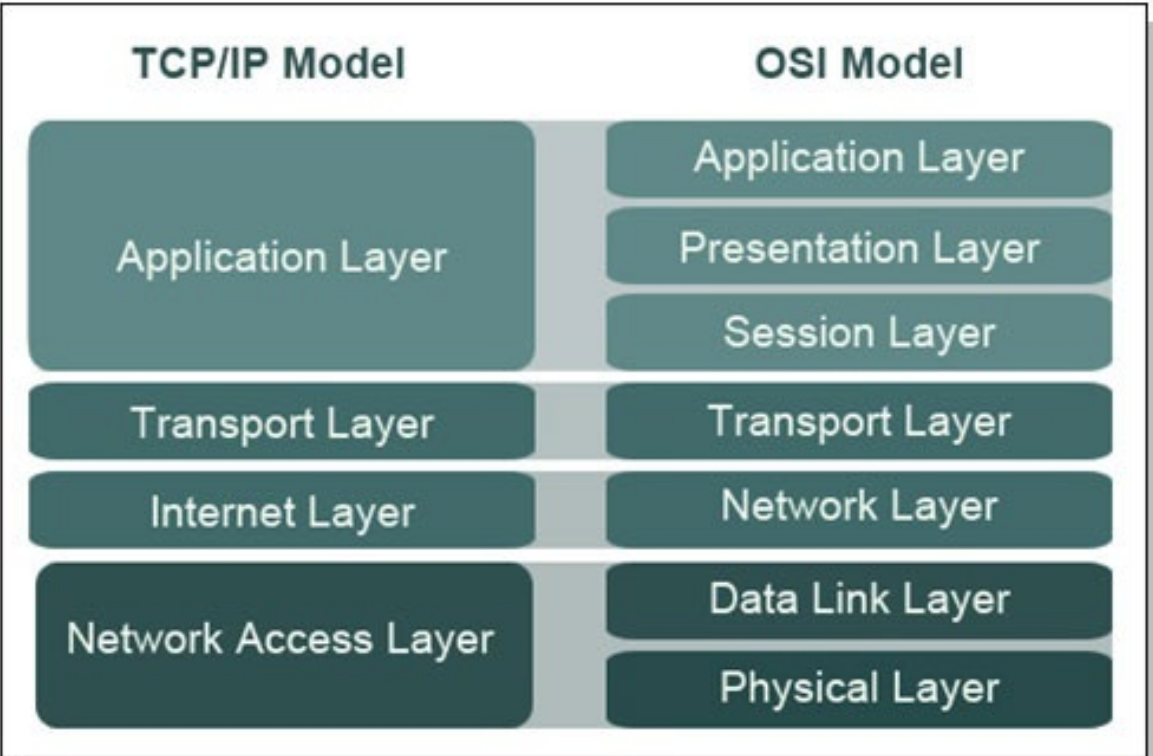 TCP/IP Model
OSI Model
Application Layer
Transport Layer
Internet Layer
Network Access Layer
Application Layer
Presentation Layer
Session Layer
Transport Layer
Network Layer
Data Link Layer
Physical Layer